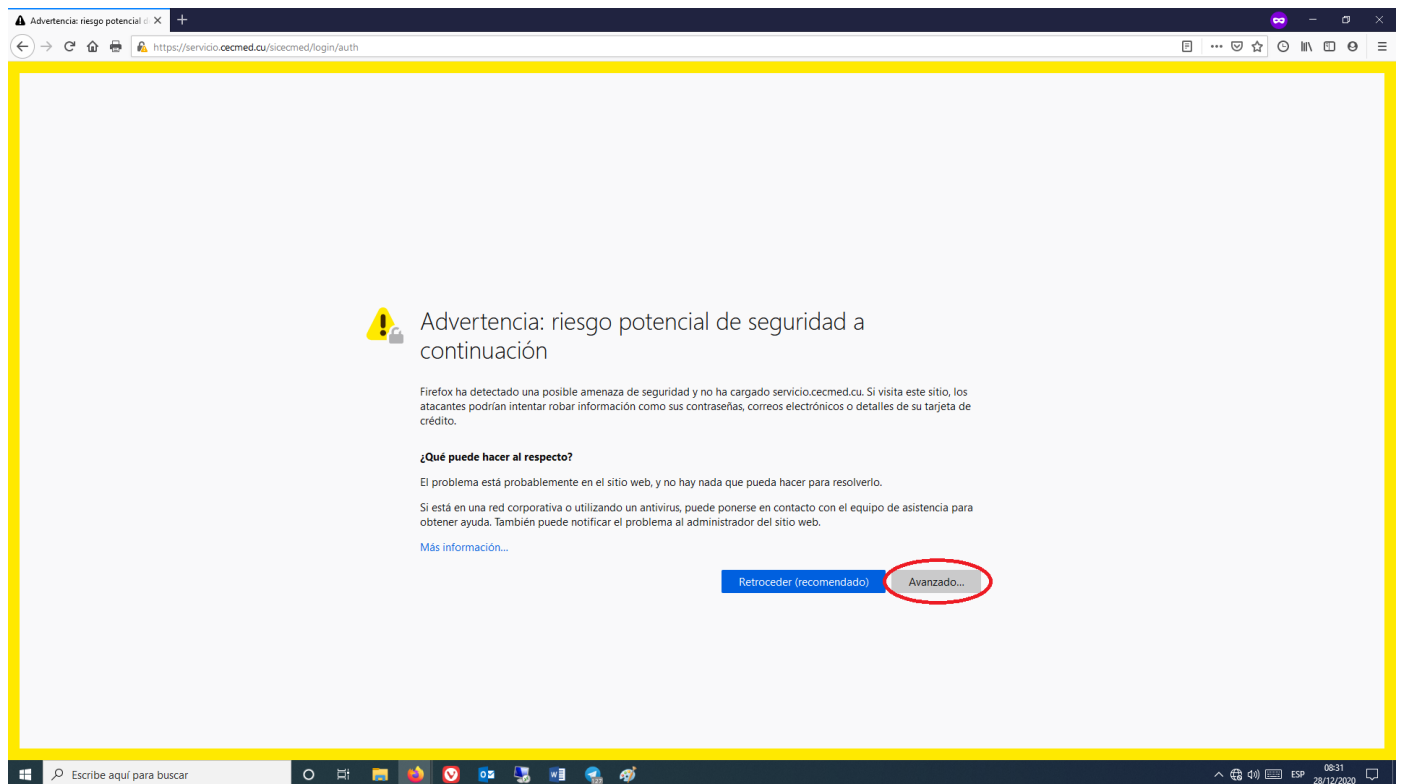 Advertencia: riesgo potencial d
https://servicio.cecmed.cu/sicecmed/login/auth
Advertencia: riesgo potencial de seguridad a
continuación
Firefox ha detectado una posible amenaza de seguridad y no ha cargado servicio.cecmed.cu. Si visita este sitio, los
atacantes podrían intentar robar información como sus contraseñas, correos electrónicos o detalles de su tarjeta de
crédito.
¿Qué puede hacer al respecto?
El problema está probablemente en el sitio web, y no hay nada que pueda hacer para resolverlo.
Si está en una red corporativa o utilizando un antivirus, puede ponerse en contacto con el equipo de asistencia para
obtener ayuda. También puede notificar el problema al administrador del sitio web.
Más información...
Retroceder (recomendado) Avanzado...
Escribe aquí para buscar
ESP
08:31
28/12/2020